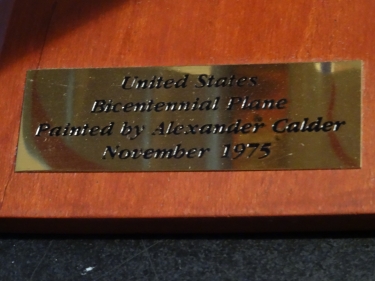 United States
Bicentennial Plane
Painted by Alexander Calder
November 1975